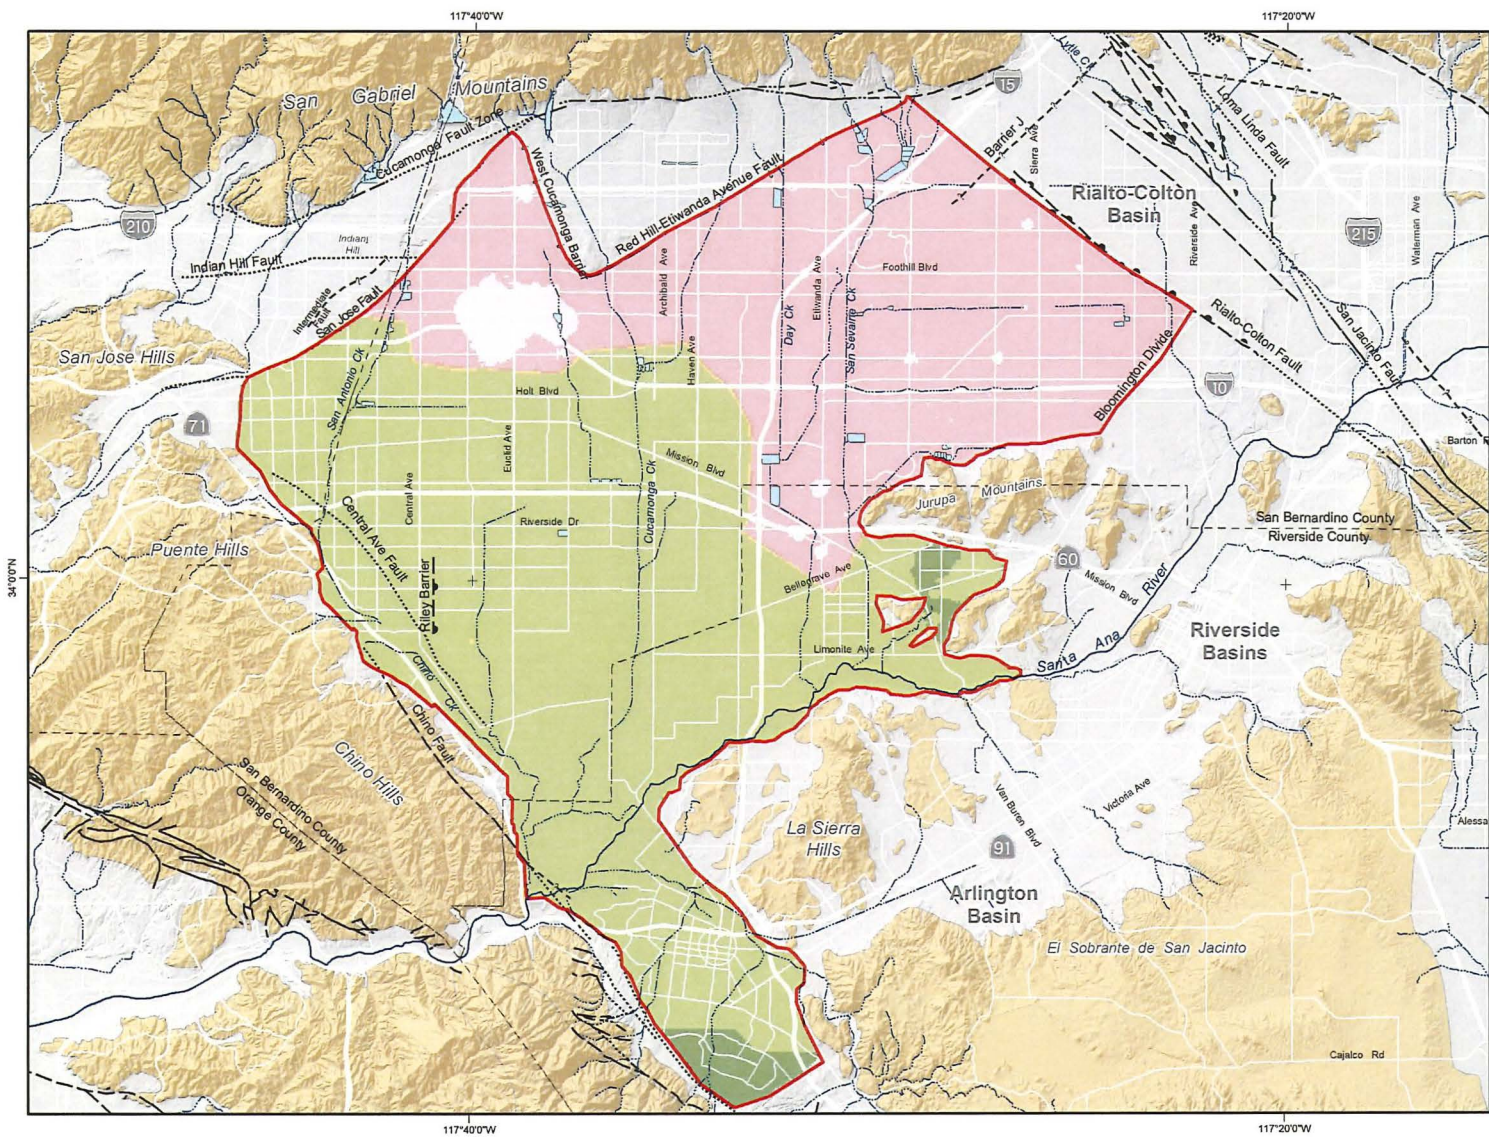 117°40'0"W
117°20'0"W
San Gabriel Mountains
15
Lytle Ck
Cucamonga Fault Zone
Barrier J
Sierra Ave
Loma Linda Fault
West Cucamonga Barrier
Red Hill-Etiwanda Avenue Fault
Rialto-Colton
Basin
210
Indian
Hill
Riverside Ave
215
Waterman Ave
Indian Hill Fault
Foothill Blvd
Archibald Ave
Etiwanda Ave
Intermediate
Fault
San Jose Fault
Day Ck
San Sevaine Ck
Rialto-Colton Fault
San Jacinto Fault
San Jose Hills
San Antonio Ck
Haven Ave
Bloomington Divide
Holt Blvd
10
71
Euclid Ave
Mission Blvd
Barton R
Central Ave
Cucamonga Ck
Jurupa Mountains
Central Ave Fault
Riverside Dr
San Bernardino County
Riverside County
Puente Hills
60
34°0'0"N
Riley Barrier
Bellegrave Ave
Mission Blvd
Santa Ana River
Riverside
Basins
Limonite Ave
Chino Ck
Chino Fault
Chino Hills
San Bernardino County
Orange County
Van Buren Blvd
Victoria Ave
La Sierra
Hills
91
Alessa
Arlington
Basin
El Sobrante de San Jacinto
Cajalco Rd
117°40'0"W
117°20'0"W